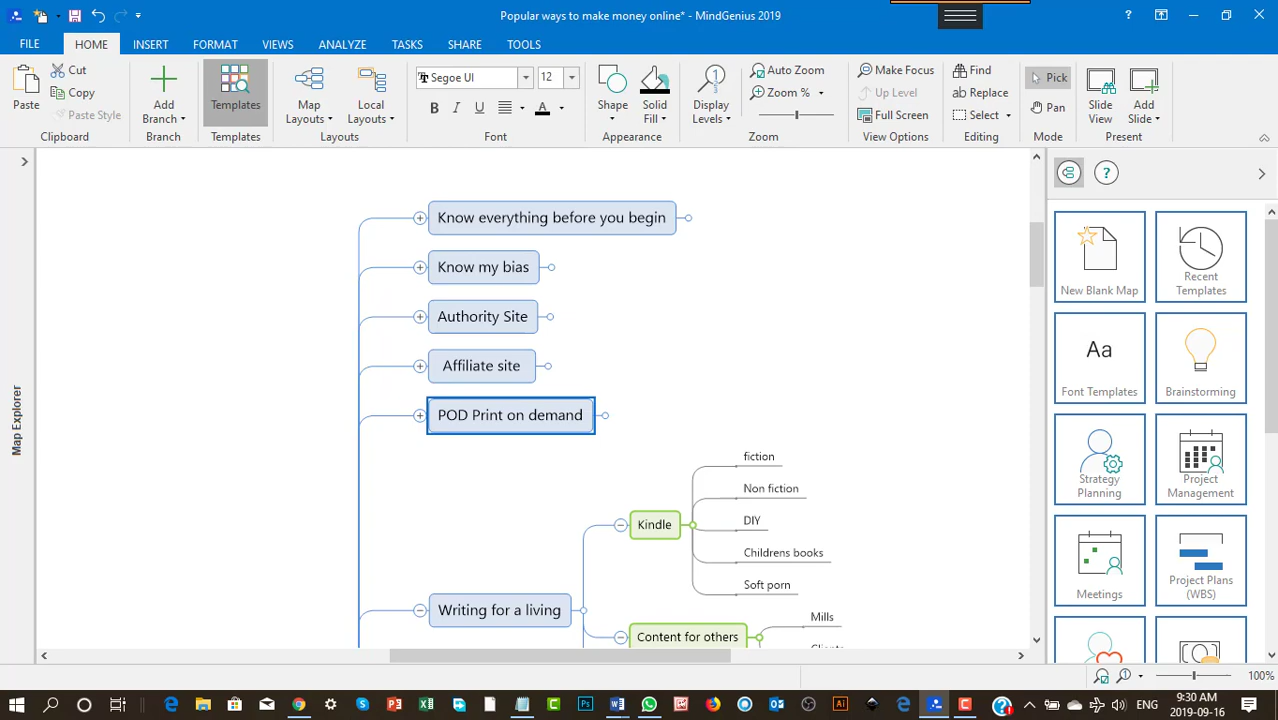 Popular ways to make money online* - MindGenius 2019
FILE HOME INSERT FORMAT VIEWS ANALYZE TASKS SHARE TOOLS
Paste
Cut
Copy
Paste Style
Clipboard
Add Branch
Branch
Templates
Templates
Map Layouts
Local Layouts
Layouts
Segoe UI 12
B I U A
Font
Shape
Solid Fill
Appearance
Display Levels
Auto Zoom
Zoom %
Zoom
Make Focus
Up Level
Full Screen
View Options
Find
Replace
Select
Editing
Pick
Pan
Mode
Slide View
Add Slide
Present
Map Explorer
Know everything before you begin
Know my bias
Authority Site
Affiliate site
POD Print on demand
Writing for a living
Kindle
fiction
Non fiction
DIY
Childrens books
Soft porn
Content for others
Mills
Clients
New Blank Map
Recent Templates
Aa
Font Templates
Brainstorming
Strategy Planning
Project Management
Meetings
Project Plans (WBS)
100%
9:30 AM
2019-09-16